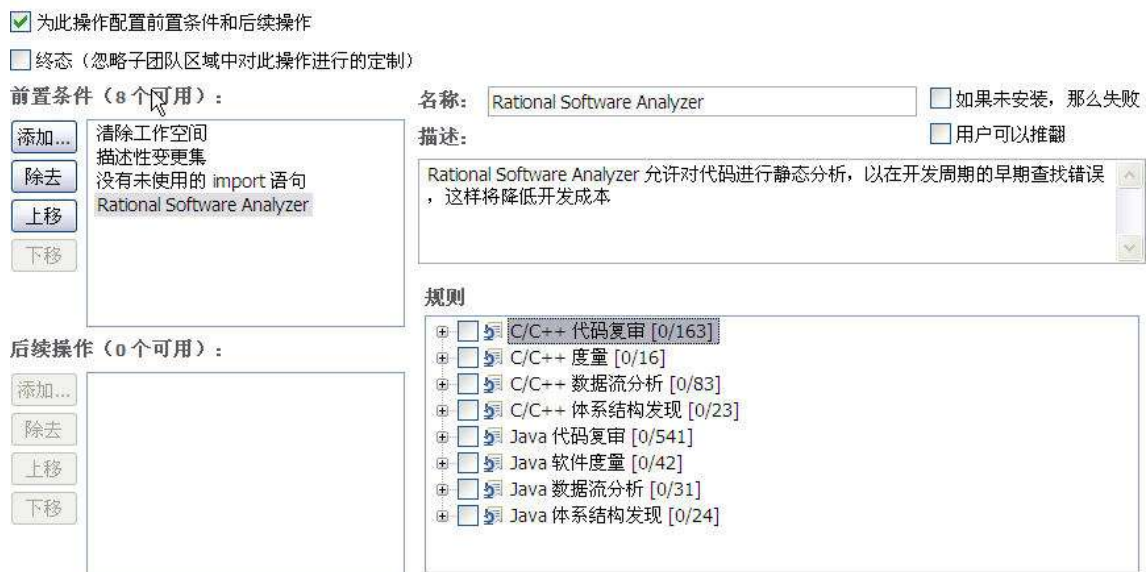 为此操作配置前置条件和后续操作
终态（忽略子团队区域中对此操作进行的定制）
前置条件（8个可用）：
添加...
除去
上移
下移
清除工作空间
描述性变更集
没有未使用的 import 语句
Rational Software Analyzer
后续操作（0个可用）：
添加...
除去
上移
下移
名称：
Rational Software Analyzer
如果未安装，那么失败
描述：
用户可以推翻
Rational Software Analyzer 允许对代码进行静态分析，以在开发周期的早期查找错误
，这样将降低开发成本
规则
C/C++ 代码复审 [0/163]
C/C++ 度量 [0/16]
C/C++ 数据流分析 [0/83]
C/C++ 体系结构发现 [0/23]
Java 代码复审 [0/541]
Java 软件度量 [0/42]
Java 数据流分析 [0/31]
Java 体系结构发现 [0/24]